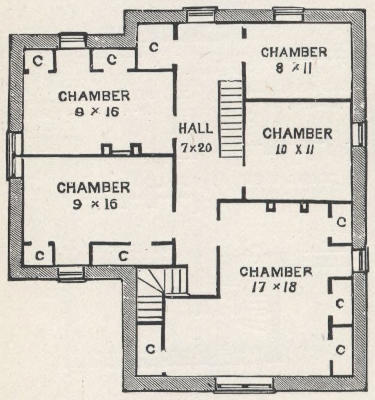 C
C
C
C
CHAMBER
8 × 11
CHAMBER
9 × 16
HALL
7×20
CHAMBER
10 X 11
CHAMBER
9 × 16
C
C
C
CHAMBER
17 × 18
C
C
C